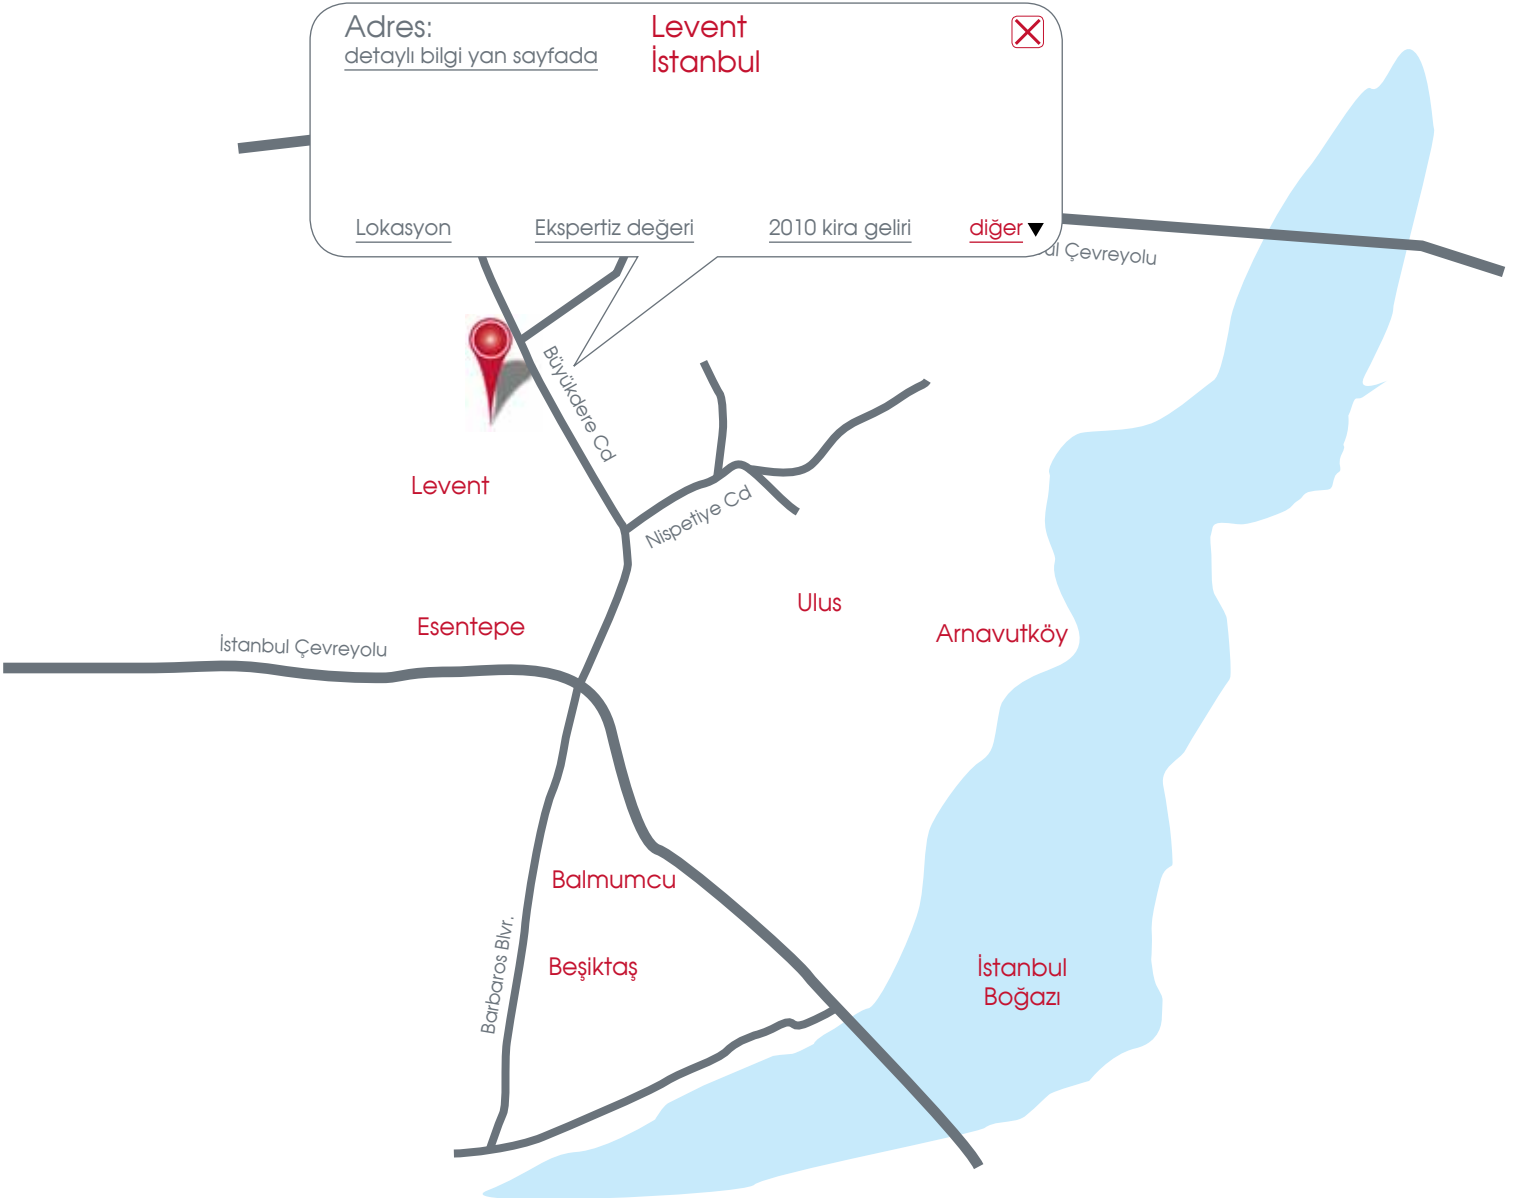 Adres:
detaylı bilgi yan sayfada
Levent
İstanbul
Lokasyon
Ekspertiz değeri
2010 kira geliri
diğer
Çevreyolu
Büyükdere Cd
Levent
Nispetiye Cd
Ulus
Esentepe
Arnavutköy
İstanbul Çevreyolu
Balmumcu
Barbaros Blvr.
Beşiktaş
İstanbul
Boğazı